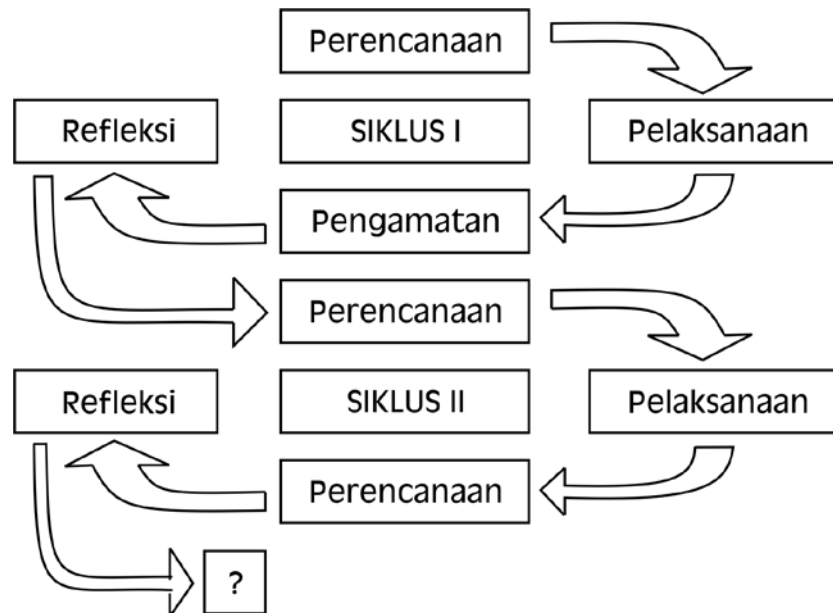 Perencanaan
Refleksi
SIKLUS I
Pelaksanaan
Pengamatan
Perencanaan
Refleksi
SIKLUS II
Pelaksanaan
Perencanaan
?